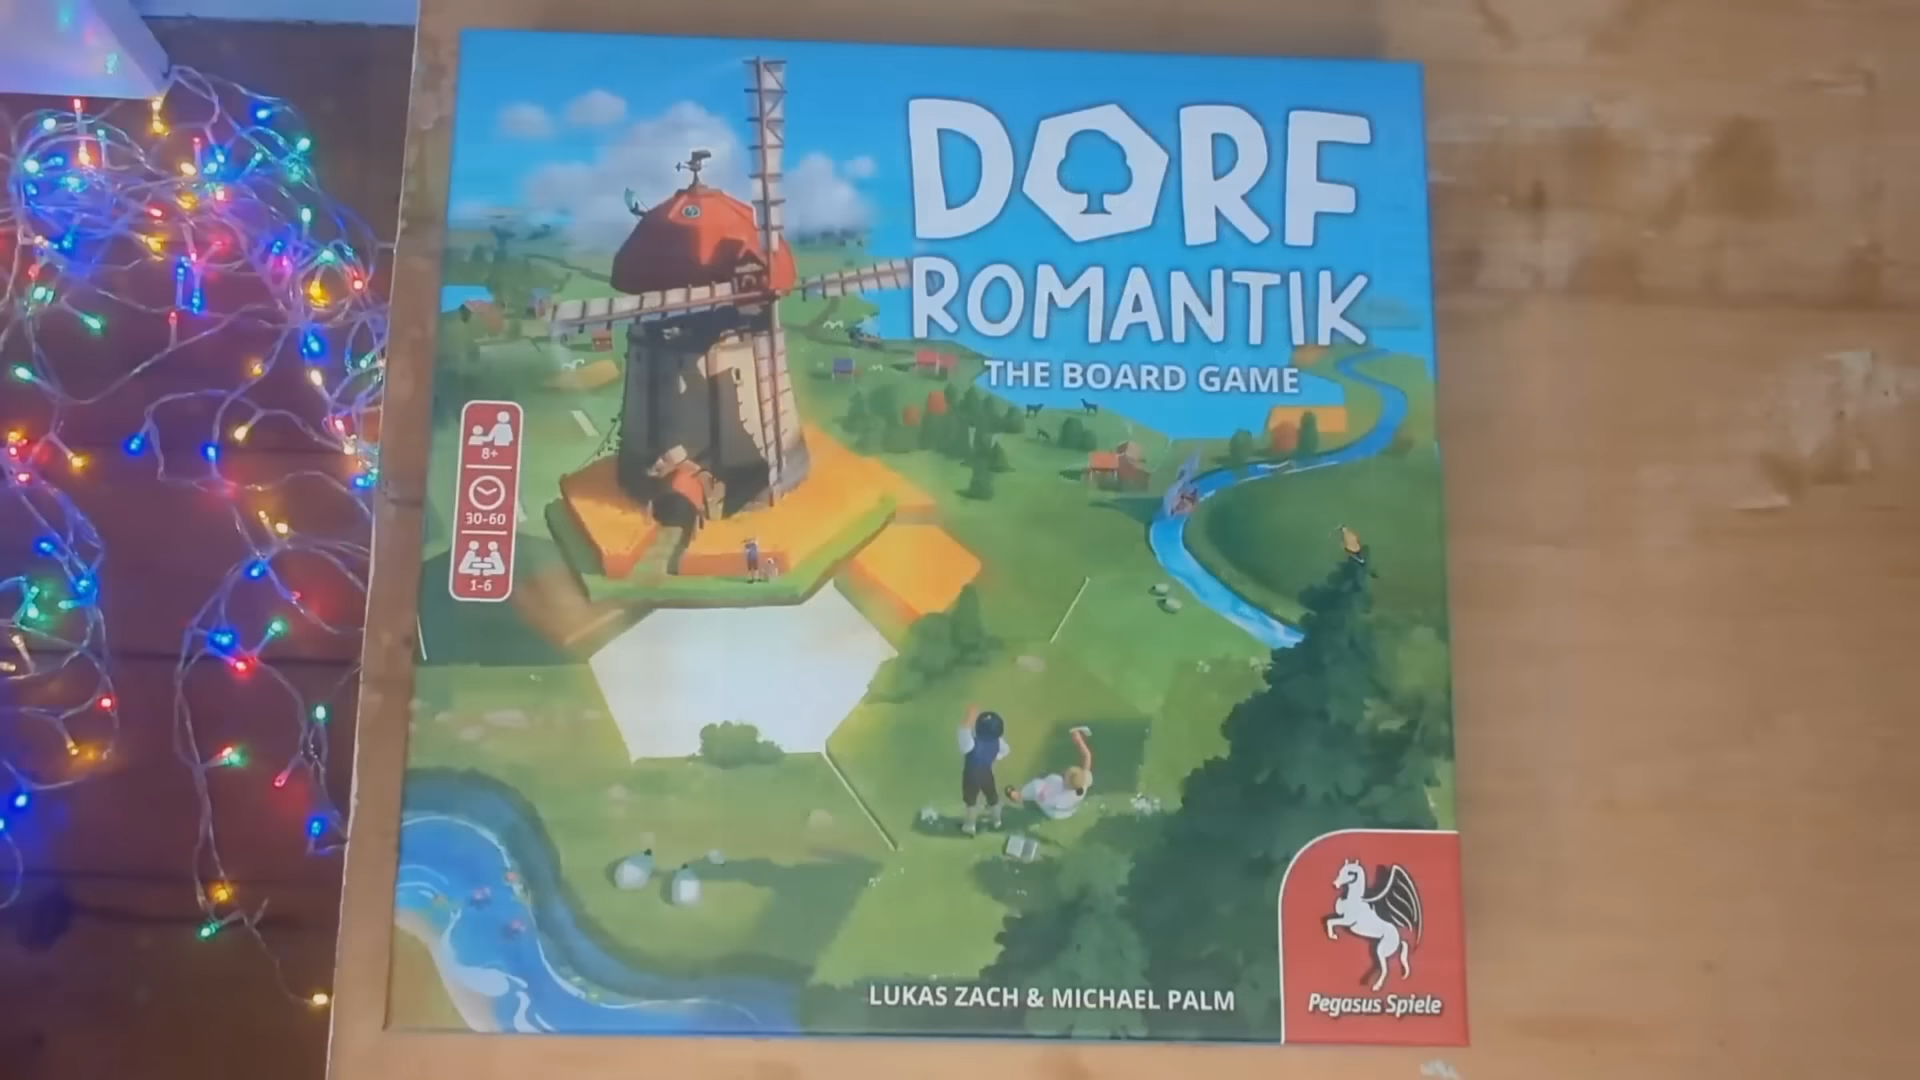 DORF
ROMANTIK
THE BOARD GAME
8+
30-60
1-6
LUKAS ZACH & MICHAEL PALM
Pegasus Spiele